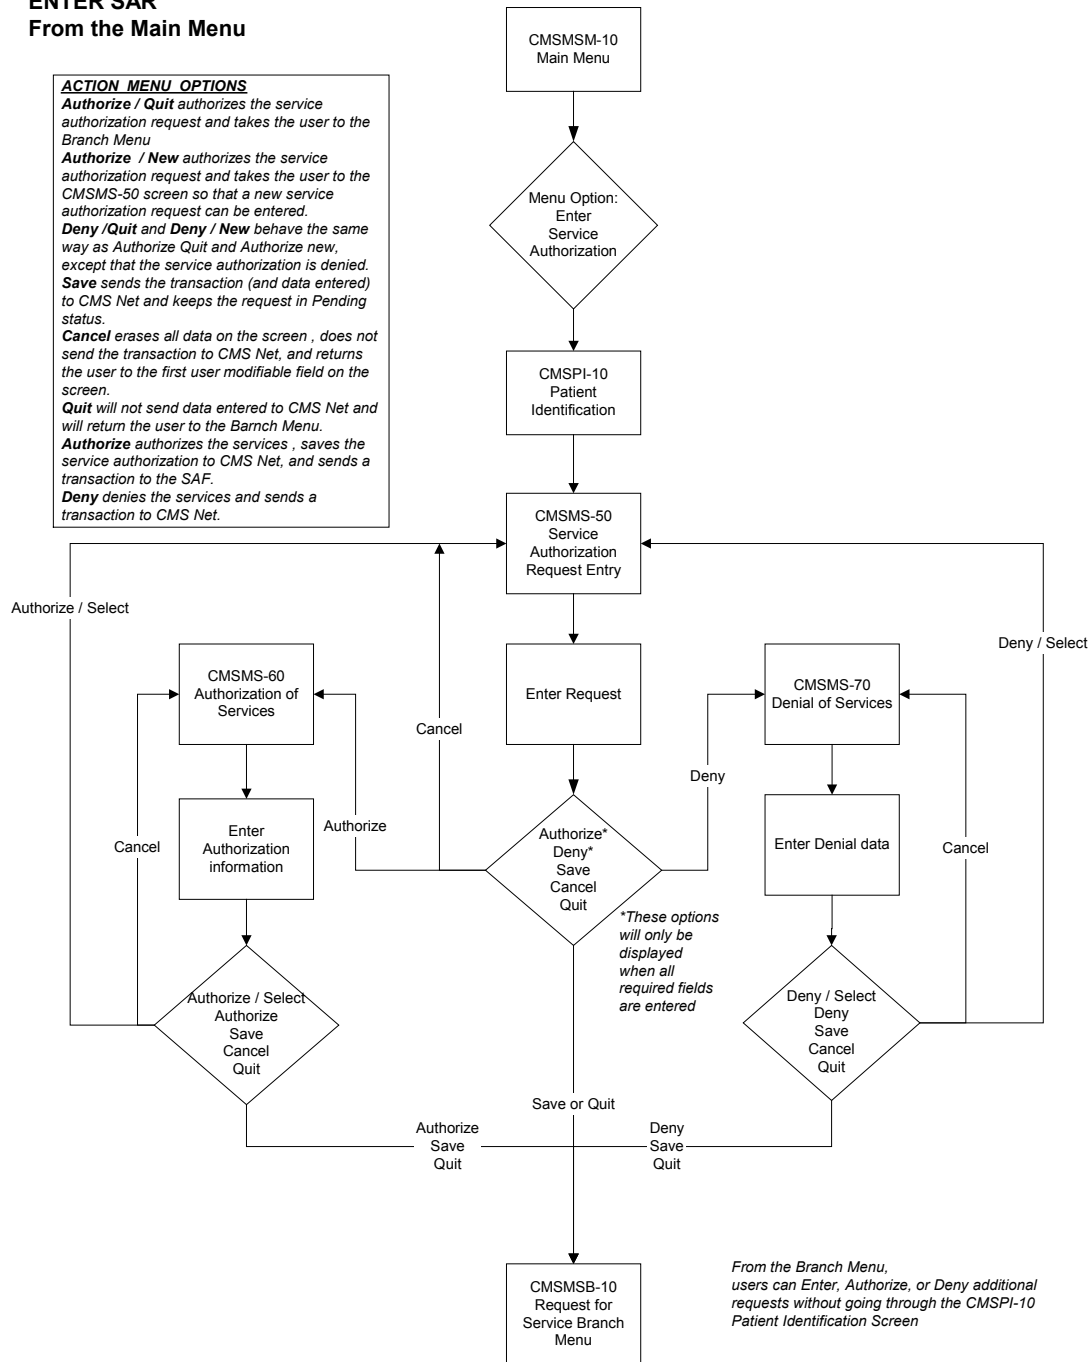 ENTER SAR
From the Main Menu
CMSMSM-10
Main Menu
ACTION MENU OPTIONS
Authorize / Quit authorizes the service
authorization request and takes the user to the
Branch Menu
Authorize / New authorizes the service
authorization request and takes the user to the
CMSMS-50 screen so that a new service
authorization request can be entered.
Deny /Quit and Deny / New behave the same
way as Authorize Quit and Authorize new,
except that the service authorization is denied.
Save sends the transaction (and data entered)
to CMS Net and keeps the request in Pending
status.
Cancel erases all data on the screen , does not
send the transaction to CMS Net, and returns
the user to the first user modifiable field on the
screen.
Quit will not send data entered to CMS Net and
will return the user to the Barnch Menu.
Authorize authorizes the services , saves the
service authorization to CMS Net, and sends a
transaction to the SAF.
Deny denies the services and sends a
transaction to CMS Net.
Menu Option:
Enter
Service
Authorization
CMSPI-10
Patient
Identification
CMSMS-50
Service
Authorization
Request Entry
Authorize / Select
Deny / Select
CMSMS-60
Authorization of
Services
Cancel
Enter Request
CMSMS-70
Denial of Services
Deny
Cancel
Enter
Authorization
information
Authorize
Authorize*
Deny*
Save
Cancel
Quit
Enter Denial data
Cancel
*These options
will only be
displayed
when all
required fields
are entered
Authorize / Select
Authorize
Save
Cancel
Quit
Deny / Select
Deny
Save
Cancel
Quit
Save or Quit
Authorize
Save
Quit
Deny
Save
Quit
CMSMSB-10
Request for
Service Branch
Menu
From the Branch Menu,
users can Enter, Authorize, or Deny additional
requests without going through the CMSPI-10
Patient Identification Screen